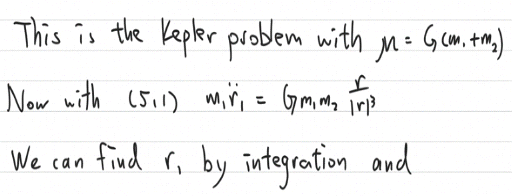 This is the Kepler problem with μ = G(m₁+m₂)
Now with (5.1) m₁r̈₁ = Gm₁m₂ r/|r|³
We can find r₁ by integration and